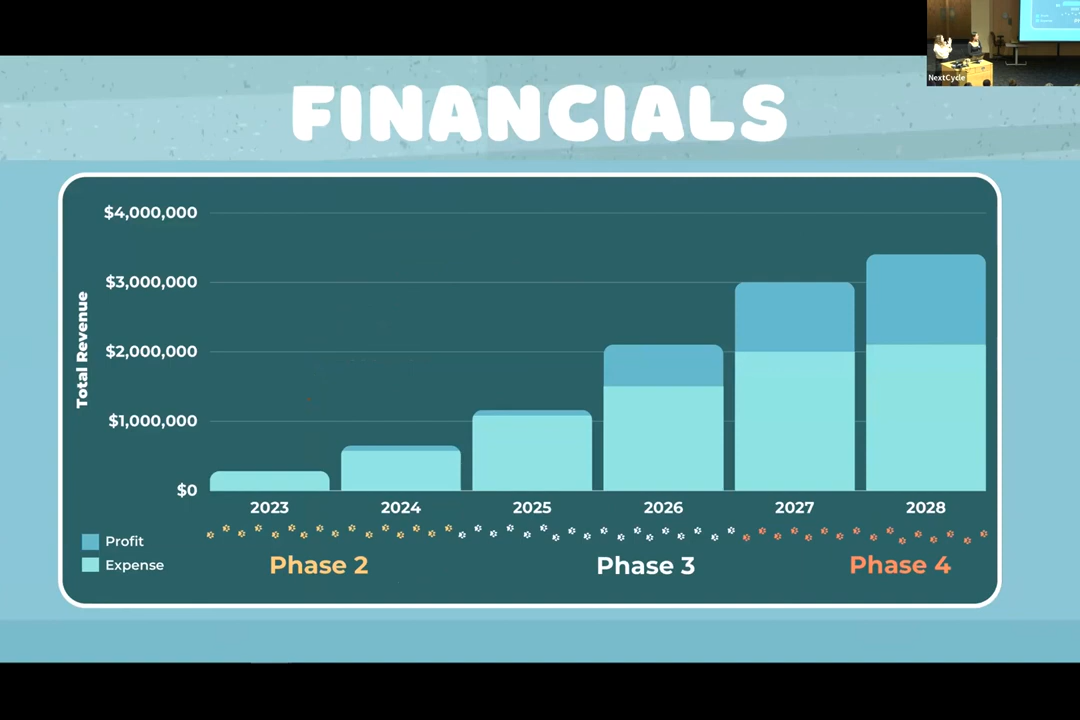 NextCycle
FINANCIALS
Total Revenue
$4,000,000
$3,000,000
$2,000,000
$1,000,000
$0
2023 2024 2025 2026 2027 2028
Profit
Expense
Phase 2 Phase 3 Phase 4